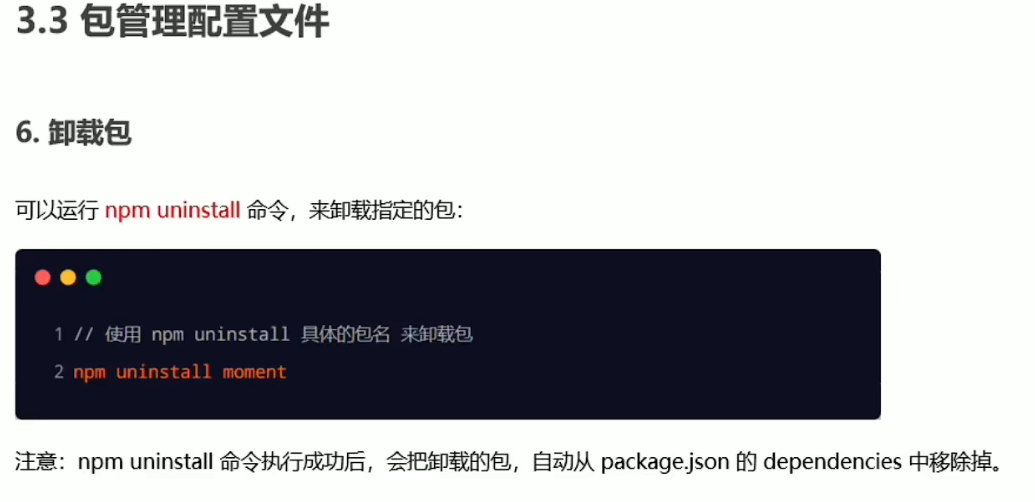 3.3 包管理配置文件
6. 卸载包
可以运行 npm uninstall 命令，来卸载指定的包：
1 // 使用 npm uninstall 具体的包名 来卸载包
2 npm uninstall moment
注意：npm uninstall 命令执行成功后，会把卸载的包，自动从 package.json 的 dependencies 中移除掉。